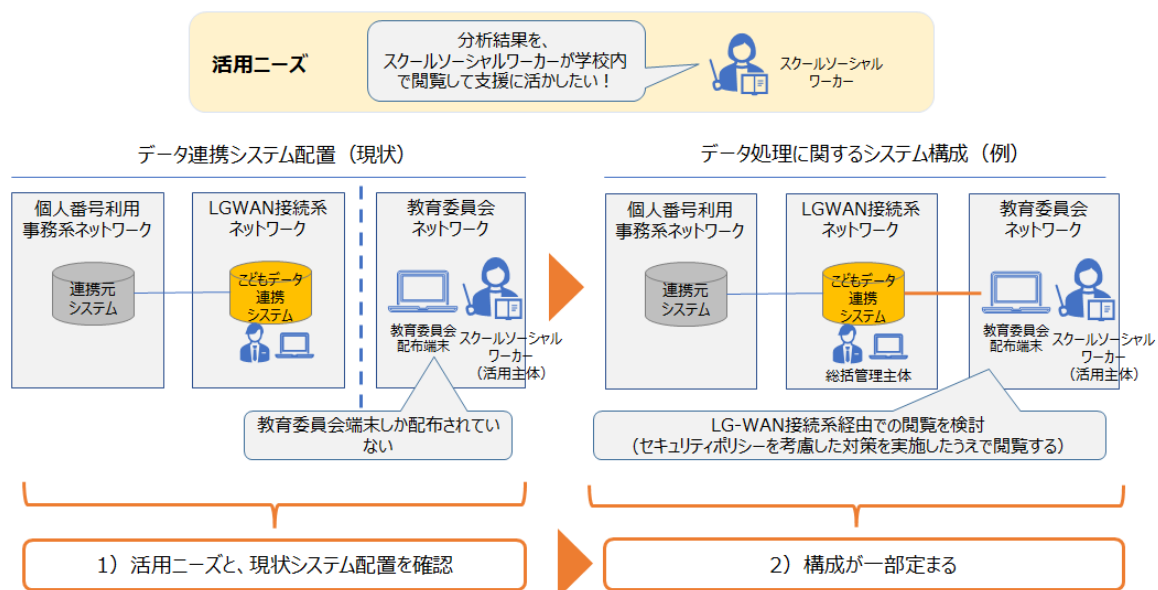 活用ニーズ
分析結果を、
スクールソーシャルワーカーが学校内
で閲覧して支援に活かしたい！
スクールソーシャル
ワーカー
データ連携システム配置（現状）
個人番号利用
事務系ネットワーク
連携元
システム
LGWAN接続系
ネットワーク
こどもデータ
連携
システム
教育委員会
ネットワーク
教育委員会
配布端末
スクールソーシャル
ワーカー
（活用主体）
教育委員会端末しか配布されてい
ない
データ処理に関するシステム構成（例）
個人番号利用
事務系ネットワーク
連携元
システム
LGWAN接続系
ネットワーク
こどもデータ
連携
システム
総括管理主体
教育委員会
ネットワーク
教育委員会
配布端末
スクールソーシャル
ワーカー
（活用主体）
LG-WAN接続系経由での閲覧を検討
（セキュリティポリシーを考慮した対策を実施したうえで閲覧する）
1）活用ニーズと、現状システム配置を確認
2）構成が一部定まる